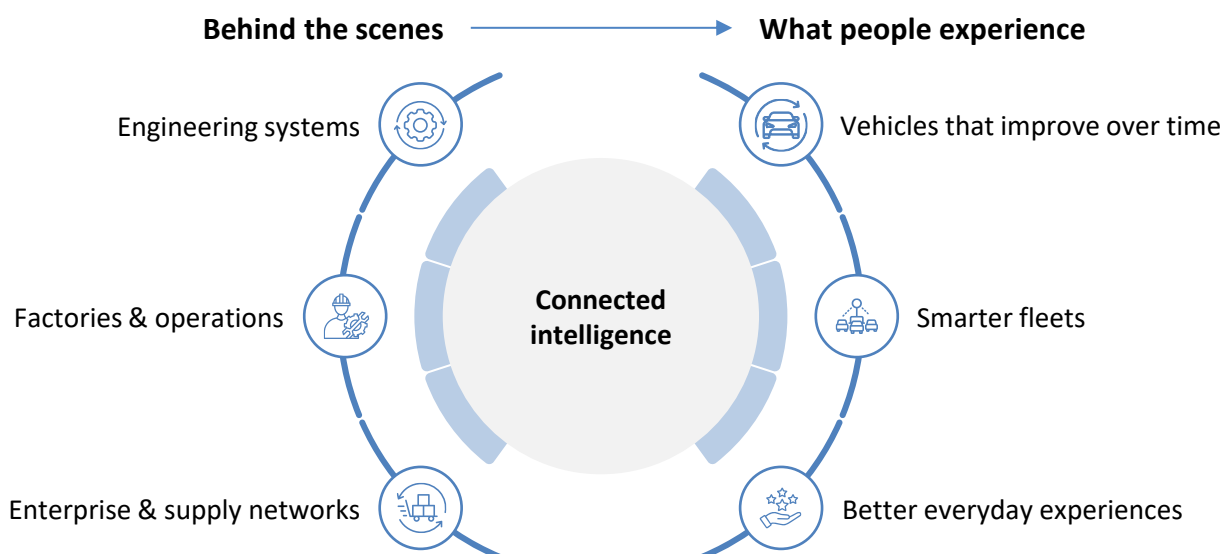 Behind the scenes
What people experience
Engineering systems
Vehicles that improve over time
Factories & operations
Connected
intelligence
Smarter fleets
Enterprise & supply networks
Better everyday experiences